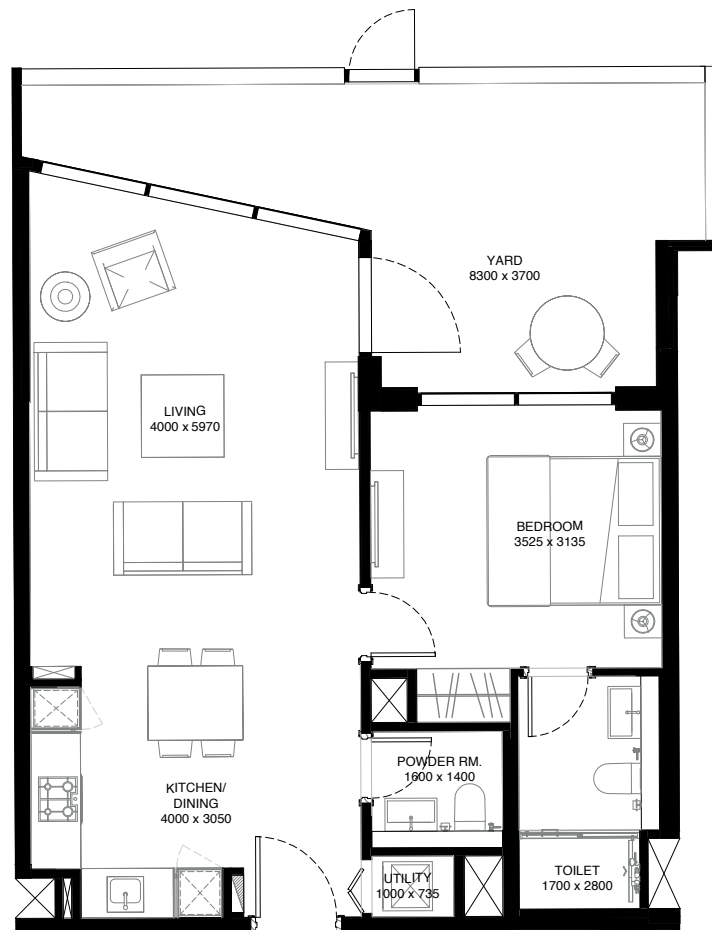 YARD
8300 x 3700
LIVING
4000 x 5970
BEDROOM
3525 x 3135
POWDER RM.
1600 x 1400
KITCHEN/
DINING
4000 x 3050
UTILITY
1000 x 735
TOILET
1700 x 2800